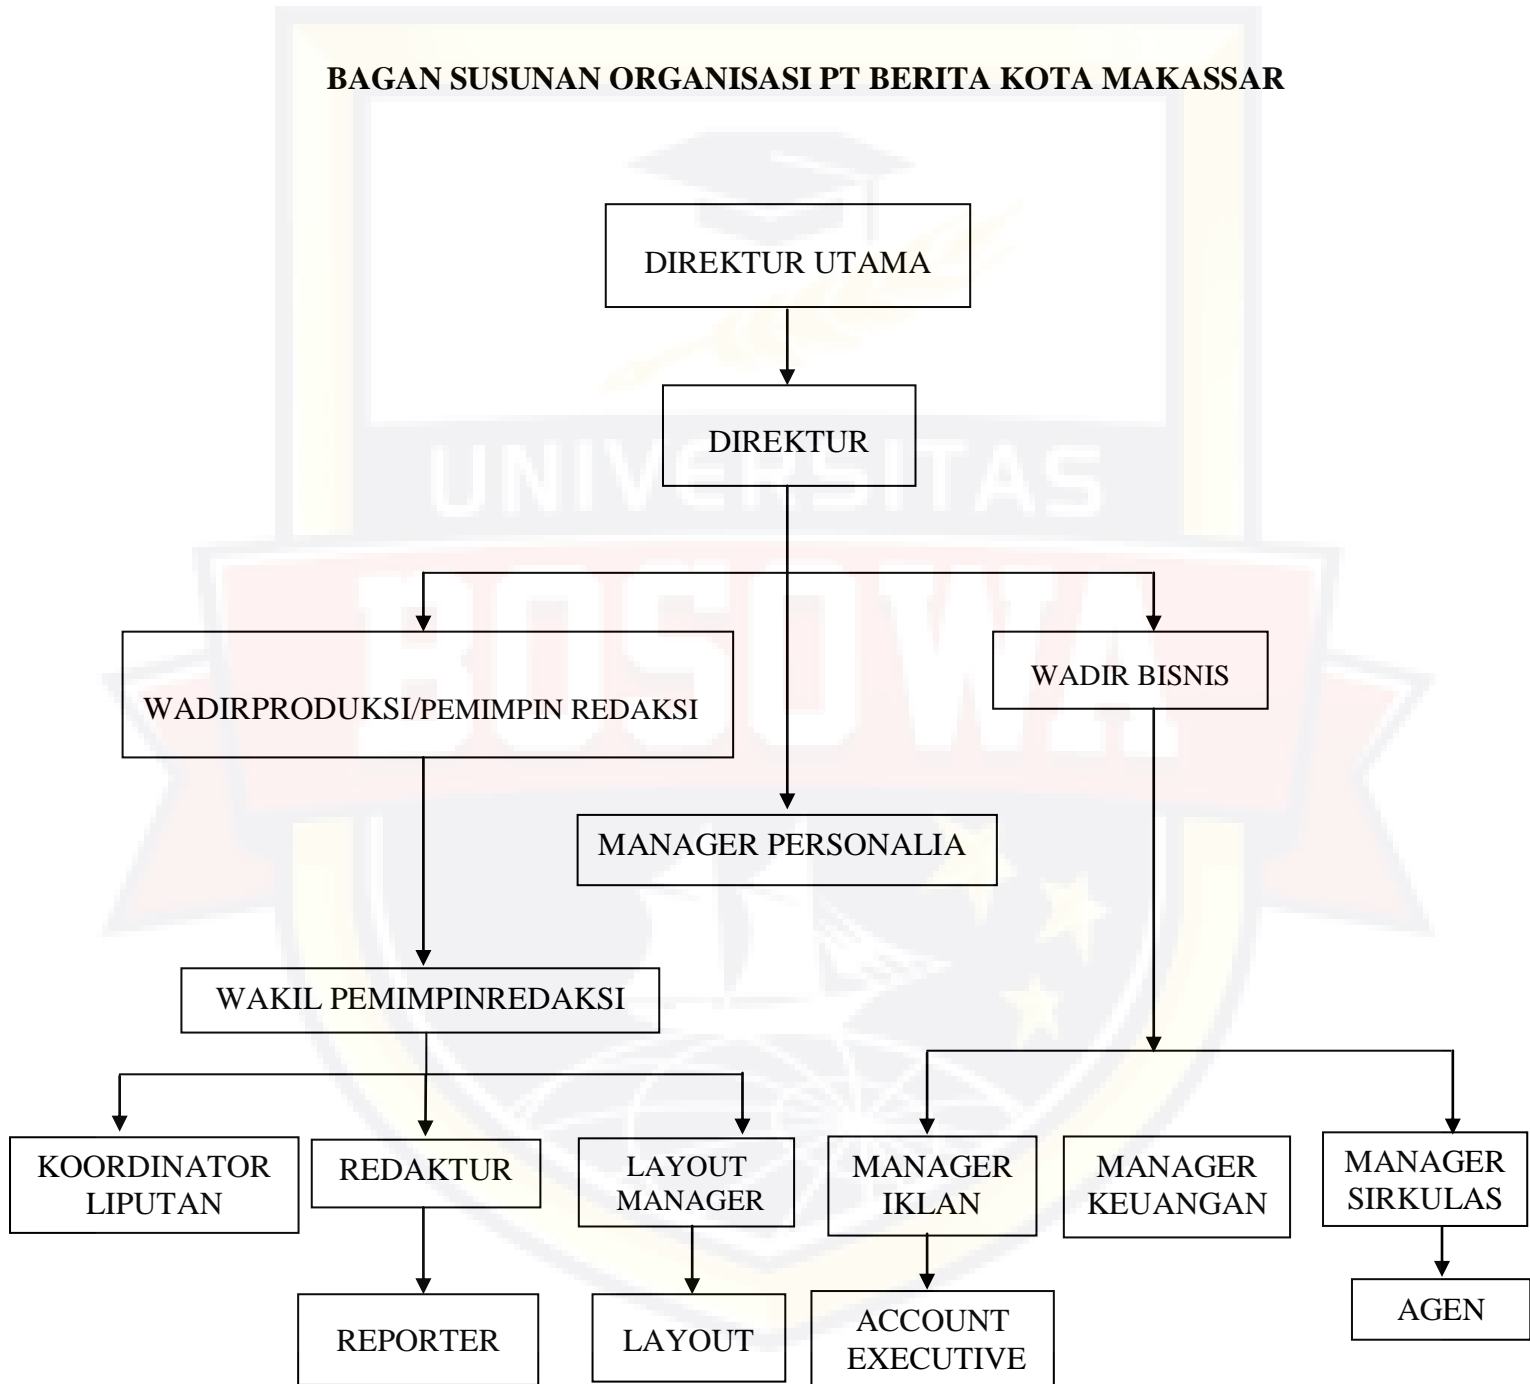 BAGAN SUSUNAN ORGANISASI PT BERITA KOTA MAKASSAR
DIREKTUR UTAMA
DIREKTUR
UNIVERSITAS
BOSOWA
WADIRPRODUKSI/PEMIMPIN REDAKSI
WADIR BISNIS
MANAGER PERSONALIA
WAKIL PEMIMPINREDAKSI
KOORDINATOR
LIPUTAN
REDAKTUR
LAYOUT
MANAGER
MANAGER
IKLAN
MANAGER
KEUANGAN
MANAGER
SIRKULAS
REPORTER
LAYOUT
ACCOUNT
EXECUTIVE
AGEN